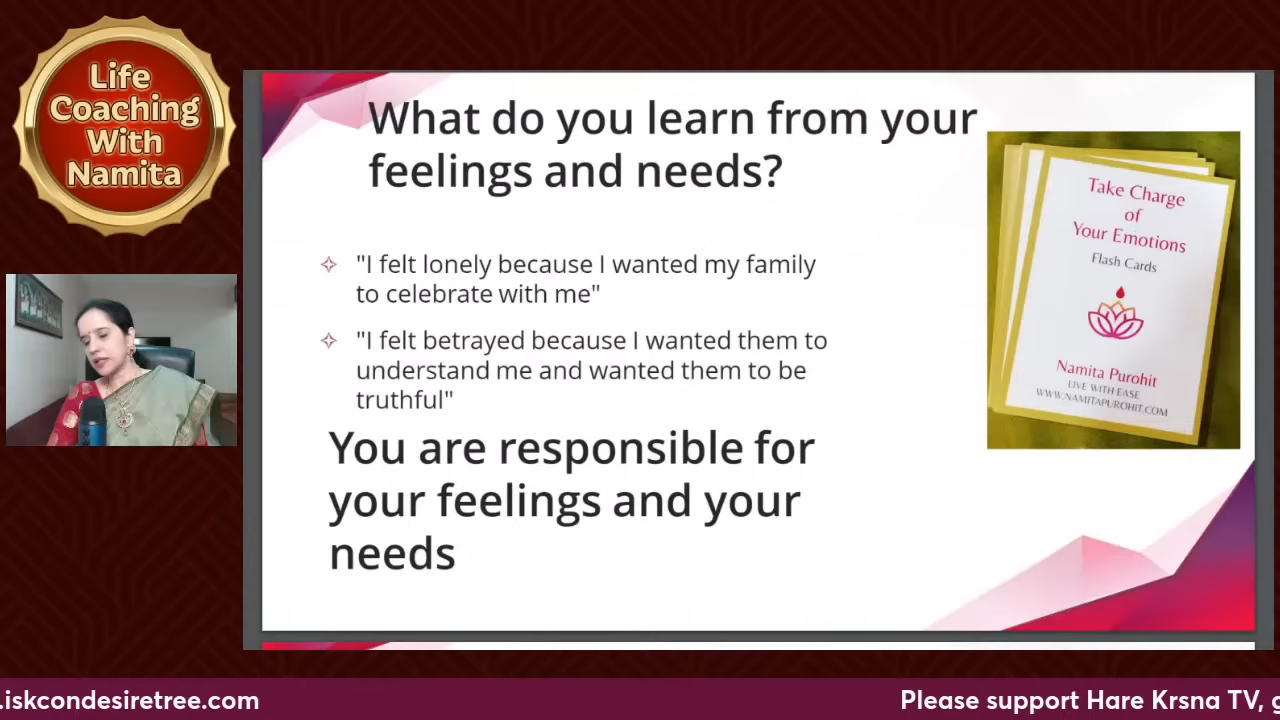 Life
Coaching
With
Namita
What do you learn from your
feelings and needs?
"I felt lonely because I wanted my family
to celebrate with me"
"I felt betrayed because I wanted them to
understand me and wanted them to be
truthful"
You are responsible for
your feelings and your
needs
Take Charge
of
Your Emotions
Flash Cards
Namita Purohit
LIVE WITH EASE
WWW.NAMITAPUROHIT.COM
.iskcondesiretree.com
Please support Hare Krsna TV, g